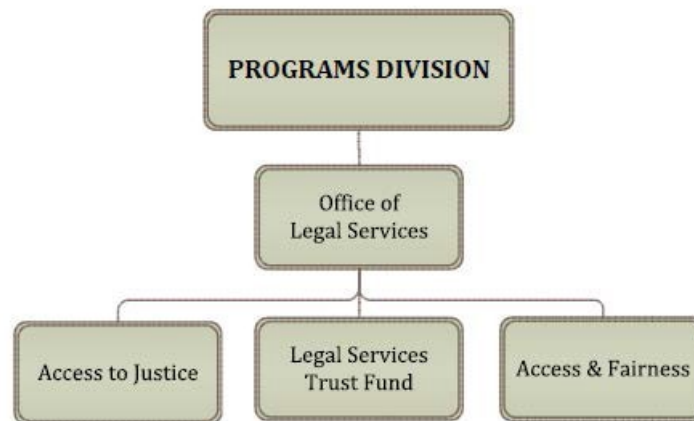 PROGRAMS DIVISION
Office of
Legal Services
Access to Justice
Legal Services
Trust Fund
Access & Fairness